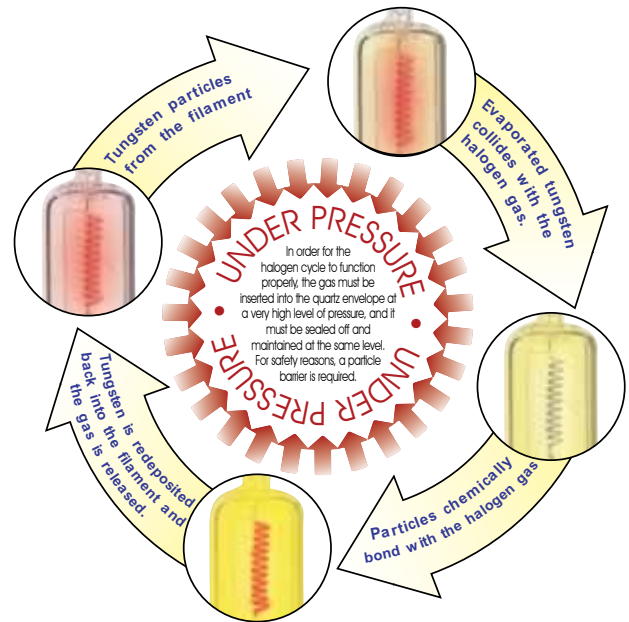 Tungsten particles
from the filament
Evaporated tungsten
collides with the
halogen gas.
Particles chemically
bond with the halogen gas
Tungsten is redeposited
back into the filament and
the gas is released.
UNDER PRESSURE
In order for the
halogen cycle to function
properly, the gas must be
inserted into the quartz envelope at
a very high level of pressure, and it
must be sealed off and
maintained at the same level.
For safety reasons, a particle
barrier is required.
UNDER PRESSURE